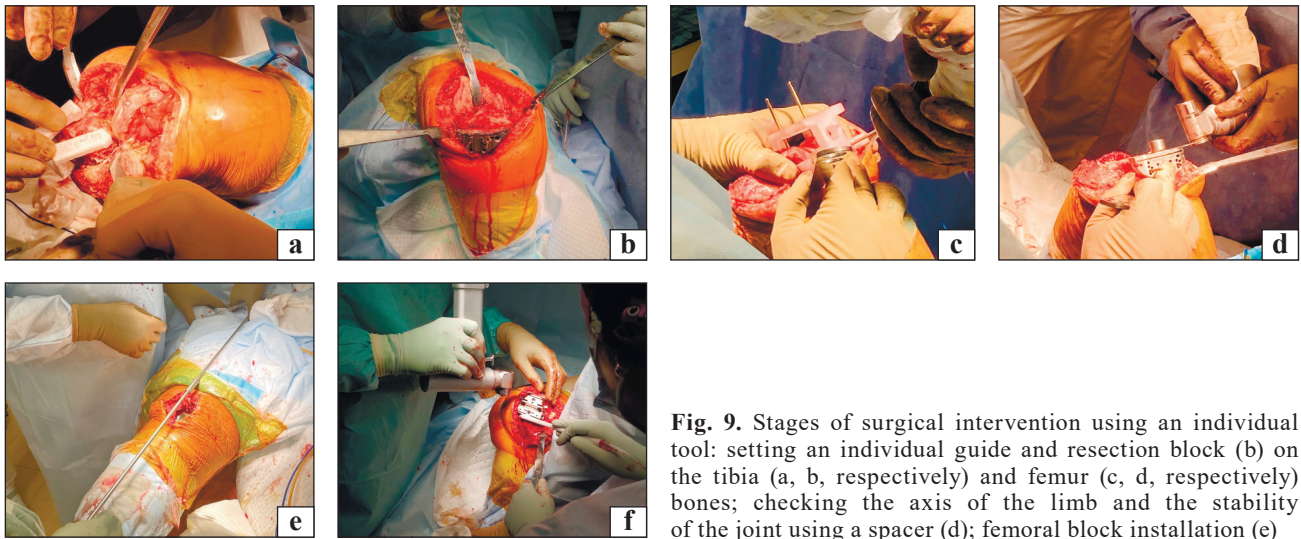 a
b
c
d
e
f
Fig. 9. Stages of surgical intervention using an individual
tool: setting an individual guide and resection block (b) on
the tibia (a, b, respectively) and femur (c, d, respectively)
bones; checking the axis of the limb and the stability
of the joint using a spacer (d); femoral block installation (e)